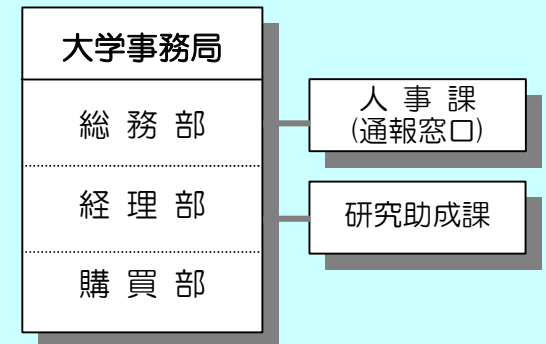 大学事務局
総務部
人事課
(通報窓口)
経理部
研究助成課
購買部